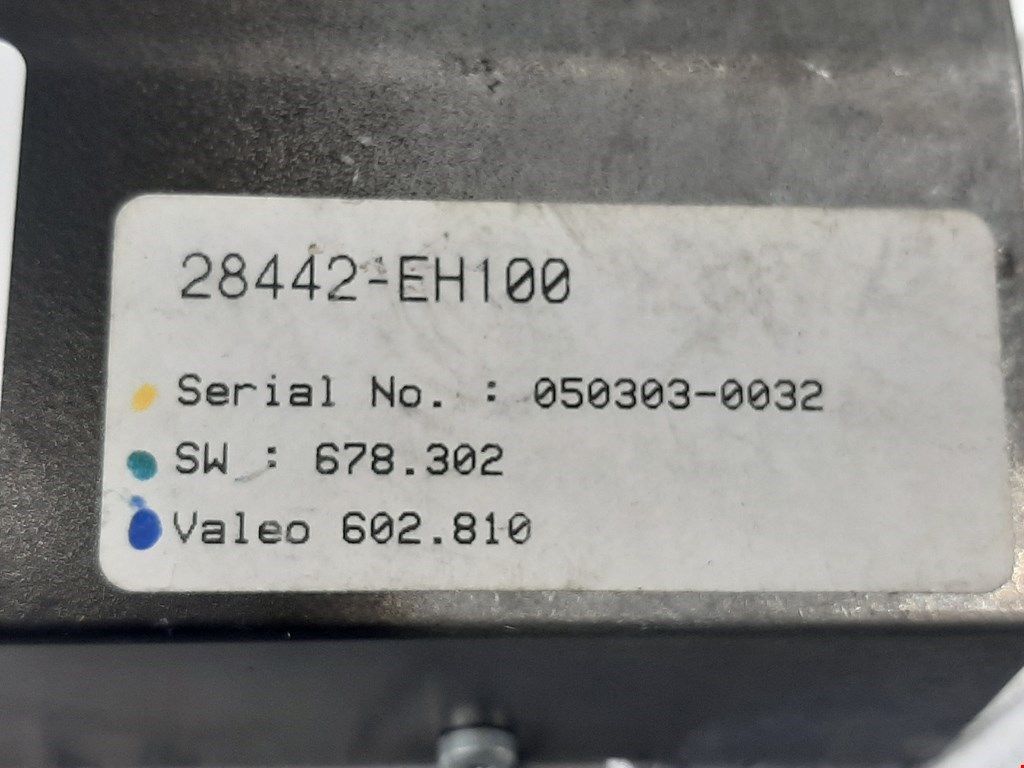 28442-EH100
Serial No. : 050303-0032
SW : 678.302
Valeo 602.810